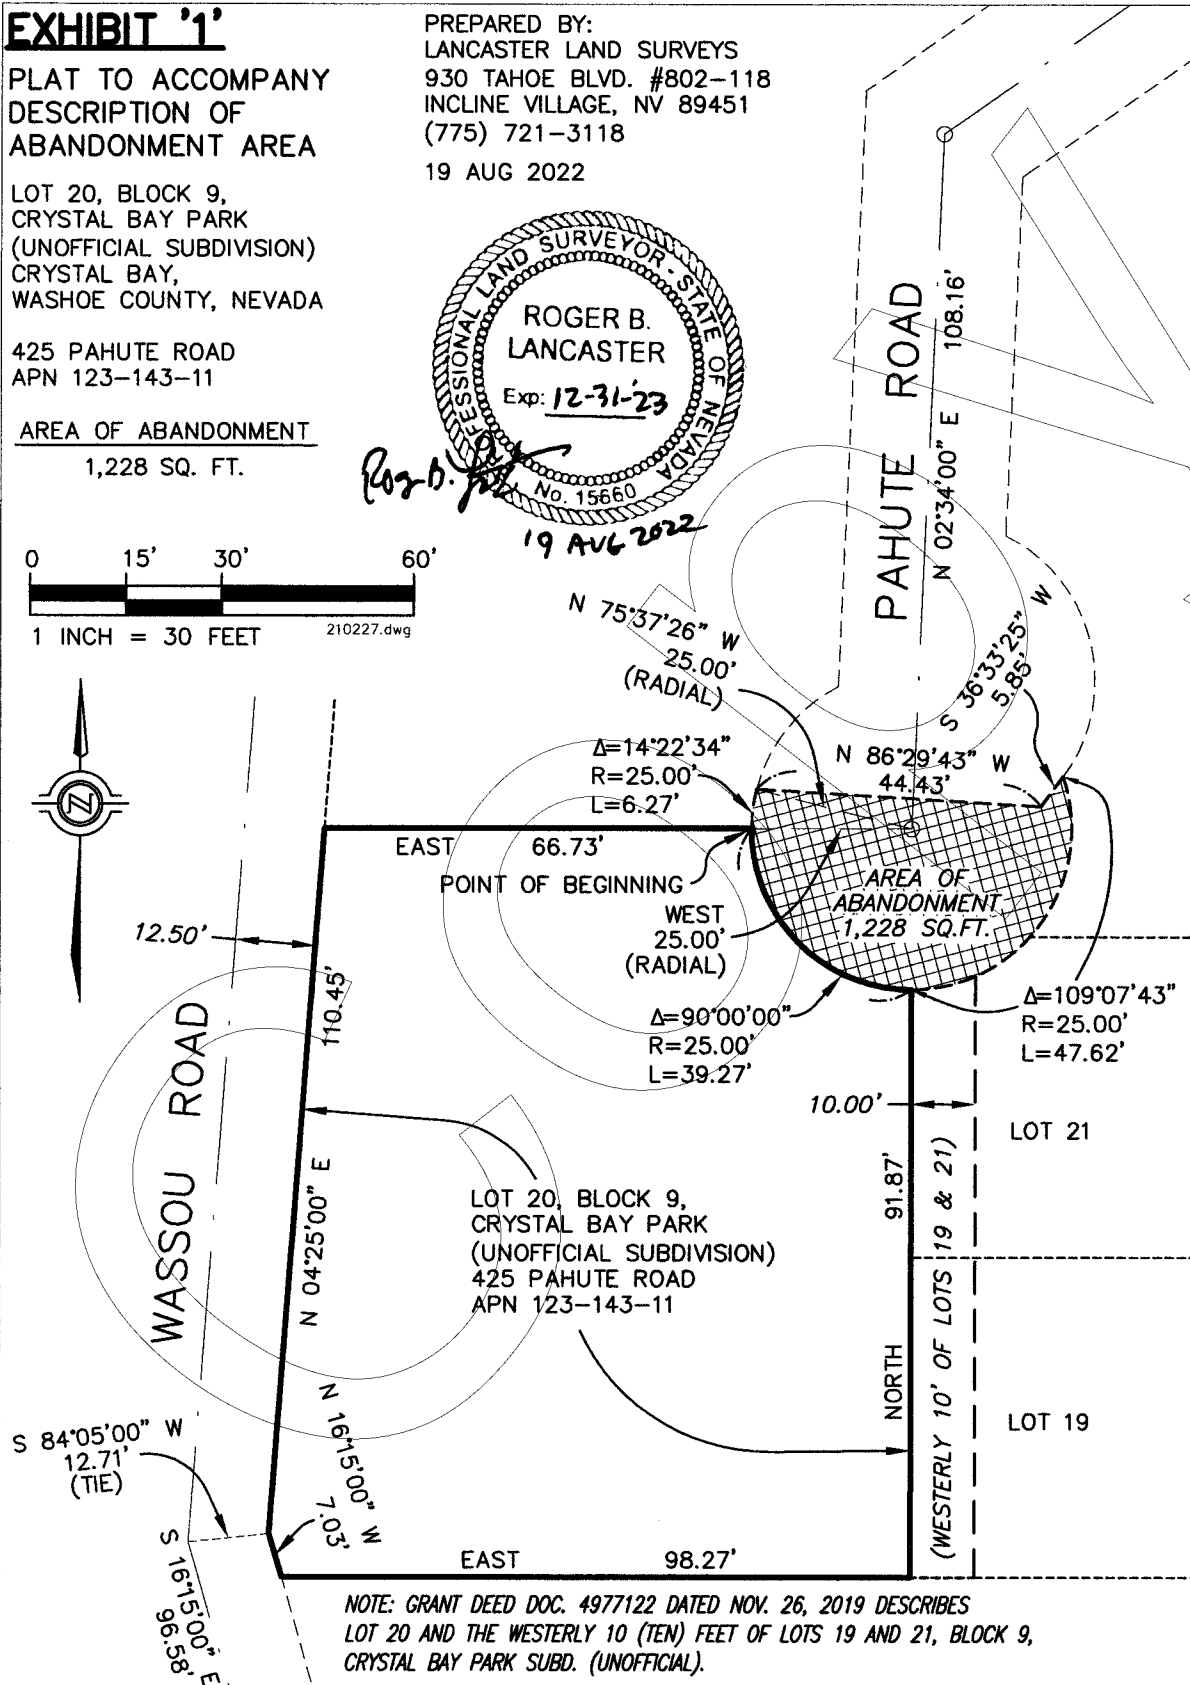 EXHIBIT '1'
PLAT TO ACCOMPANY
DESCRIPTION OF
ABANDONMENT AREA
LOT 20, BLOCK 9,
CRYSTAL BAY PARK
(UNOFFICIAL SUBDIVISION)
CRYSTAL BAY,
WASHOE COUNTY, NEVADA
425 PAHUTE ROAD
APN 123-143-11
AREA OF ABANDONMENT
1,228 SQ. FT.
PREPARED BY:
LANCASTER LAND SURVEYS
930 TAHOE BLVD. #802-118
INCLINE VILLAGE, NV 89451
(775) 721-3118
19 AUG 2022
PROFESSIONAL LAND SURVEYOR - STATE OF NEVADA
ROGER B.
LANCASTER
Exp: 12-31-23
No. 15660
19 AUG 2022
0 15' 30' 60'
1 INCH = 30 FEET
210227.dwg
PAHUTE ROAD
N 02°34'00" E 108.16'
N 75°37'26" W
25.00'
(RADIAL)
S 36°33'25" W
5.85'
N 86°29'43" W
44.43'
Δ=14°22'34"
R=25.00'
L=6.27'
EAST 66.73'
POINT OF BEGINNING
WEST
25.00'
(RADIAL)
AREA OF
ABANDONMENT
1,228 SQ.FT.
Δ=90°00'00"
R=25.00'
L=39.27'
Δ=109°07'43"
R=25.00'
L=47.62'
N
12.50'
WASSOU ROAD
110.45'
N 04°25'00" E
10.00'
LOT 21
91.87'
NORTH
(WESTERLY 10' OF LOTS 19 & 21)
LOT 20, BLOCK 9,
CRYSTAL BAY PARK
(UNOFFICIAL SUBDIVISION)
425 PAHUTE ROAD
APN 123-143-11
LOT 19
N 16°15'00" W
7.03'
S 84°05'00" W
12.71'
(TIE)
S 16°15'00" E
96.58'
EAST 98.27'
NOTE: GRANT DEED DOC. 4977122 DATED NOV. 26, 2019 DESCRIBES
LOT 20 AND THE WESTERLY 10 (TEN) FEET OF LOTS 19 AND 21, BLOCK 9,
CRYSTAL BAY PARK SUBD. (UNOFFICIAL).